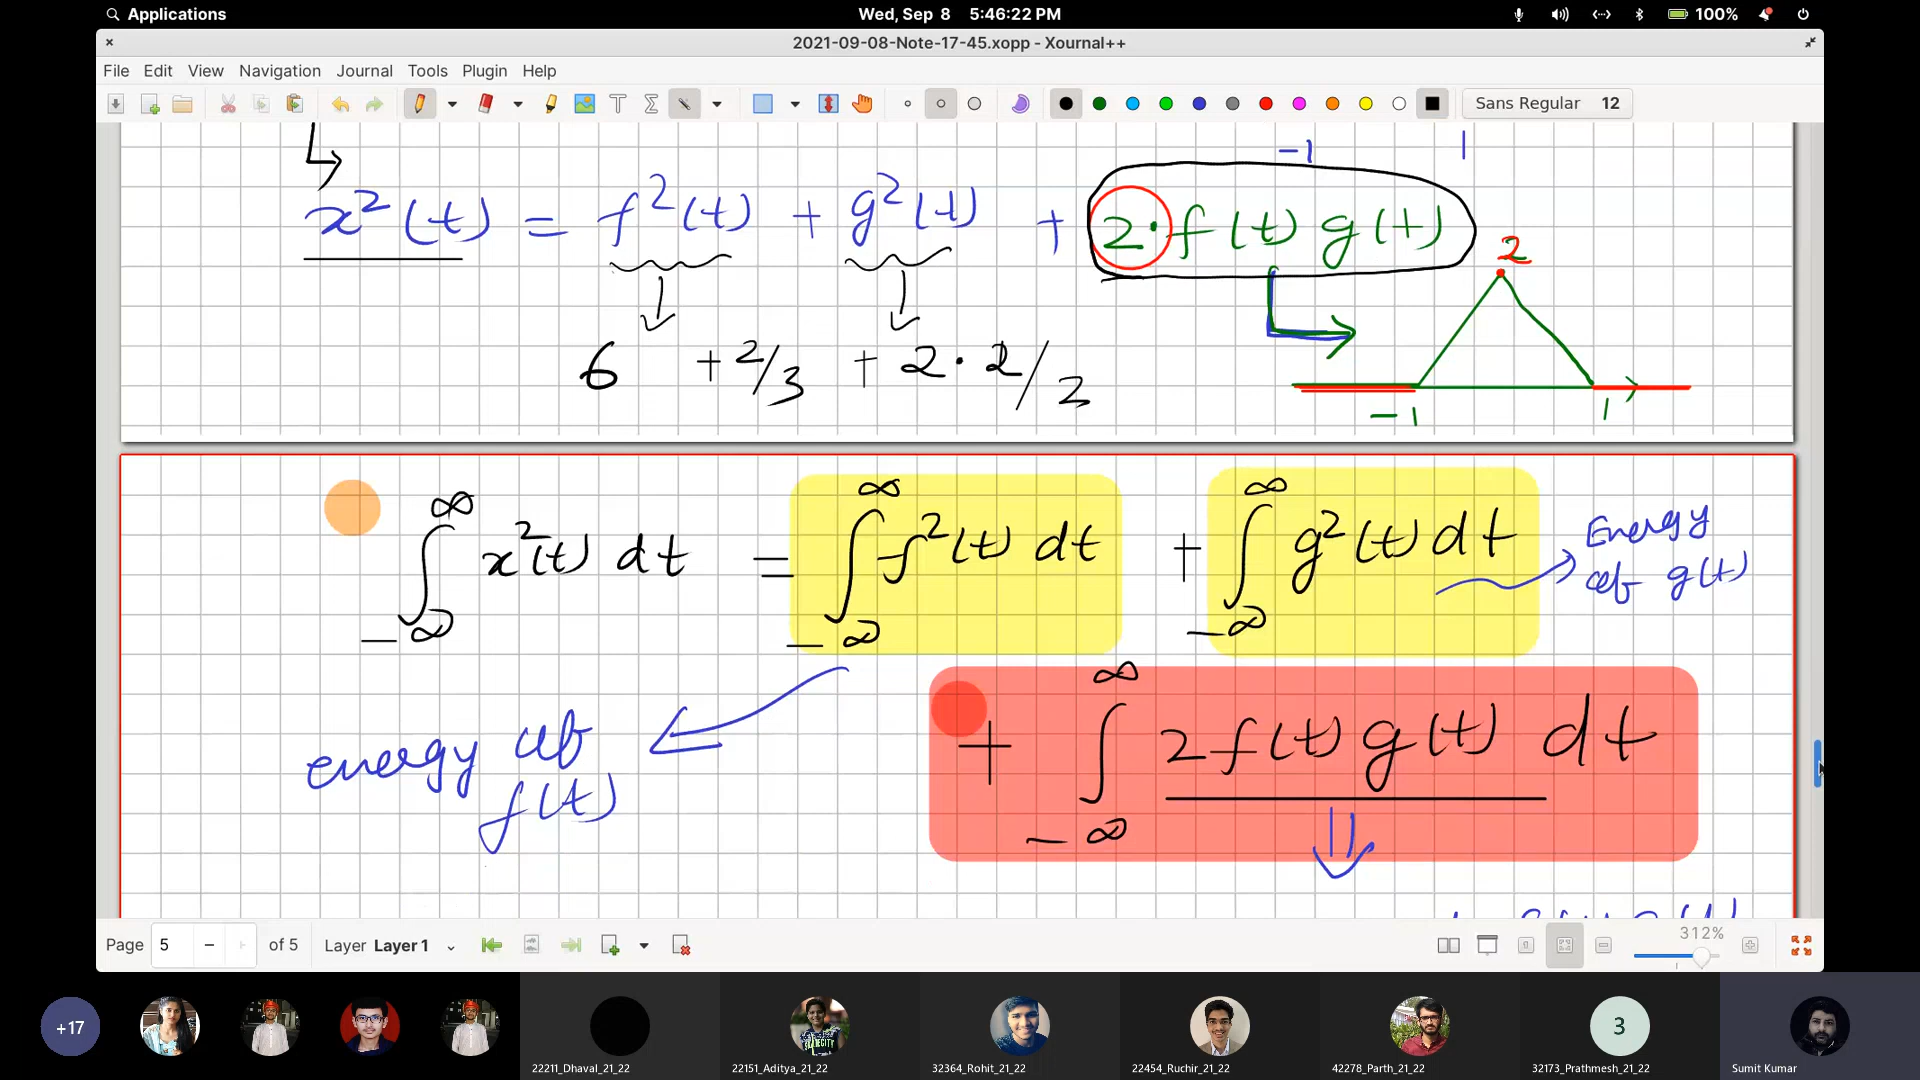 Applications
Wed, Sep 8 5:46:22 PM
100%
2021-09-08-Note-17-45.xopp - Xournal++
File Edit View Navigation Journal Tools Plugin Help
Sans Regular 12
-1 1
x²(t) = f²(t) + g²(t) + 2·f(t) g(t)
2
6 + 2/3 + 2·2/2
-1 1
∫_{-∞}^{∞} x²(t) dt = ∫_{-∞}^{∞} f²(t) dt + ∫_{-∞}^{∞} g²(t) dt
Energy
of g(t)
+ ∫_{-∞}^{∞} 2f(t) g(t) dt
energy of
f(t)
Page 5 of 5 Layer Layer 1
312%
+17
3
22211_Dhaval_21_22
22151_Aditya_21_22
32364_Rohit_21_22
22454_Ruchir_21_22
42278_Parth_21_22
32173_Prathmesh_21_22
Sumit Kumar